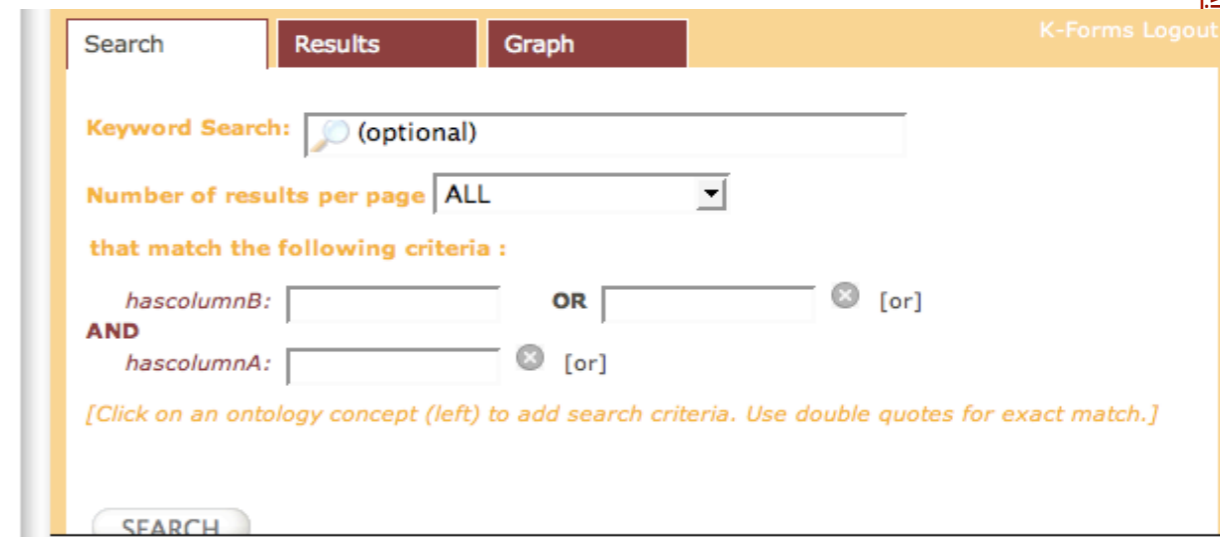 Search Results Graph K-Forms Logout
Keyword Search: (optional)
Number of results per page ALL
that match the following criteria :
hascolumnB: OR [or]
AND
hascolumnA: [or]
[Click on an ontology concept (left) to add search criteria. Use double quotes for exact match.]
SEARCH